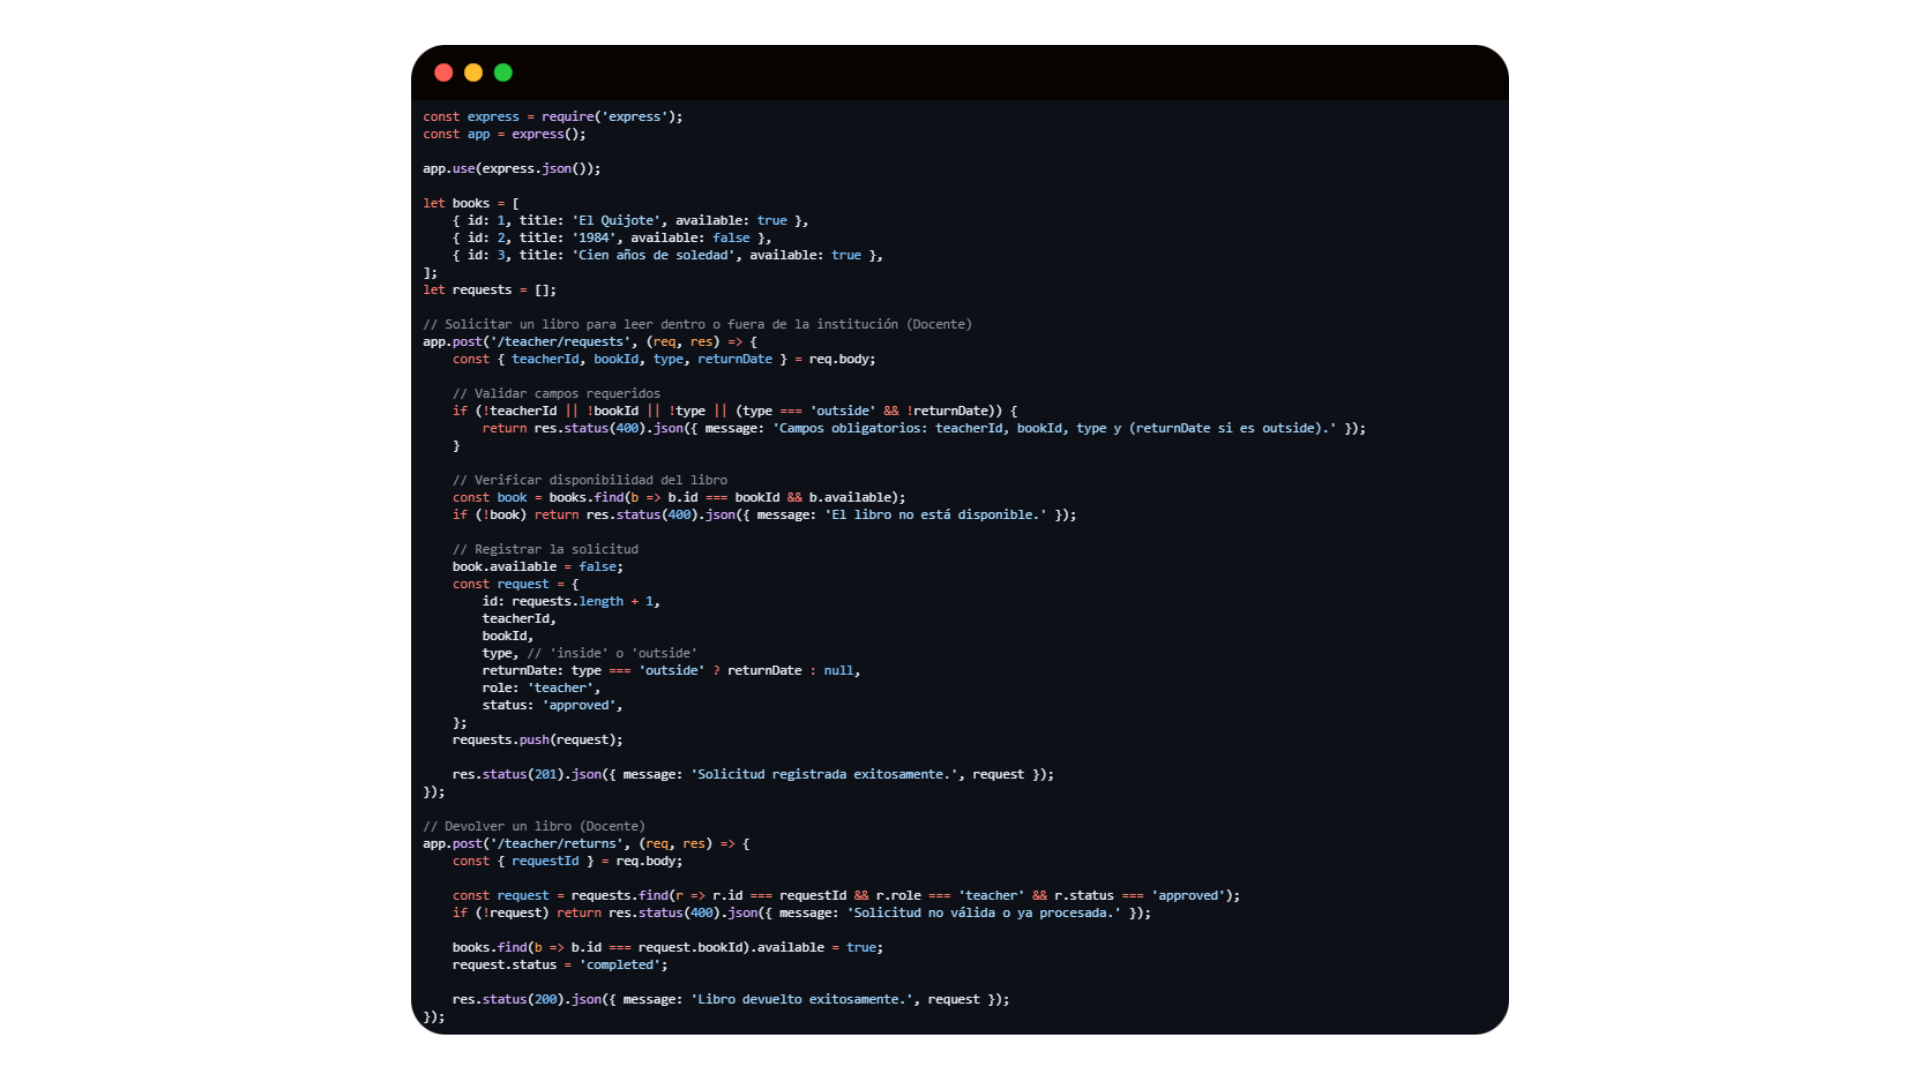 const express = require('express');
const app = express();

app.use(express.json());

let books = [
    { id: 1, title: 'El Quijote', available: true },
    { id: 2, title: '1984', available: false },
    { id: 3, title: 'Cien años de soledad', available: true },
];
let requests = [];

// Solicitar un libro para leer dentro o fuera de la institución (Docente)
app.post('/teacher/requests', (req, res) => {
    const { teacherId, bookId, type, returnDate } = req.body;

    // Validar campos requeridos
    if (!teacherId || !bookId || !type || (type === 'outside' && !returnDate)) {
        return res.status(400).json({ message: 'Campos obligatorios: teacherId, bookId, type y (returnDate si es outside).' });
    }

    // Verificar disponibilidad del libro
    const book = books.find(b => b.id === bookId && b.available);
    if (!book) return res.status(400).json({ message: 'El libro no está disponible.' });

    // Registrar la solicitud
    book.available = false;
    const request = {
        id: requests.length + 1,
        teacherId,
        bookId,
        type, // 'inside' o 'outside'
        returnDate: type === 'outside' ? returnDate : null,
        role: 'teacher',
        status: 'approved',
    };
    requests.push(request);

    res.status(201).json({ message: 'Solicitud registrada exitosamente.', request });
});

// Devolver un libro (Docente)
app.post('/teacher/returns', (req, res) => {
    const { requestId } = req.body;

    const request = requests.find(r => r.id === requestId && r.role === 'teacher' && r.status === 'approved');
    if (!request) return res.status(400).json({ message: 'Solicitud no válida o ya procesada.' });

    books.find(b => b.id === request.bookId).available = true;
    request.status = 'completed';

    res.status(200).json({ message: 'Libro devuelto exitosamente.', request });
});